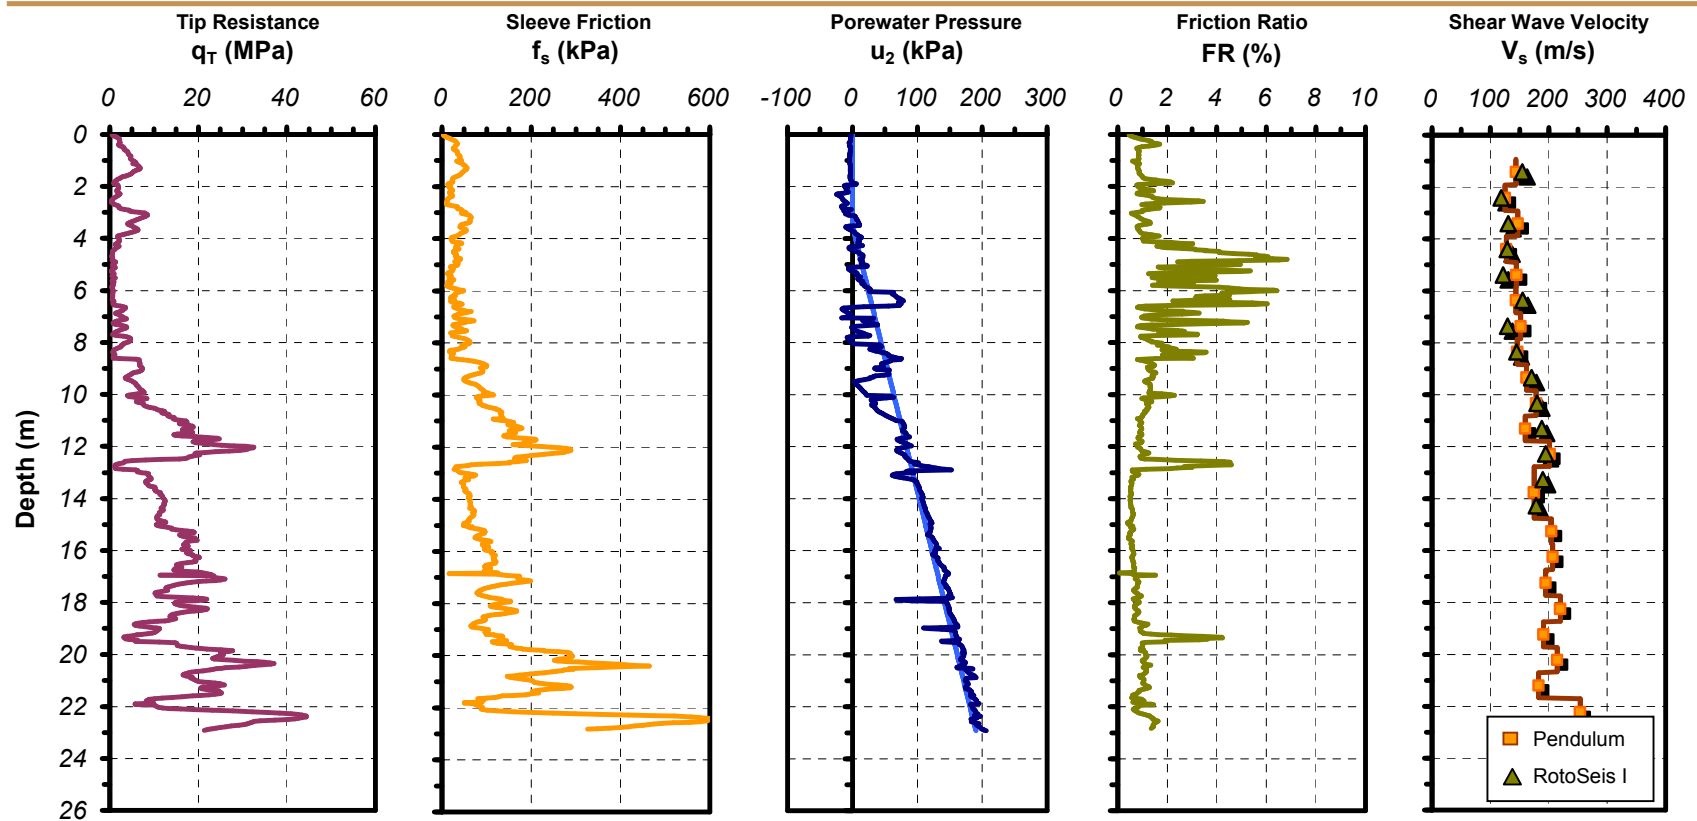 Tip Resistance
qT (MPa)
Sleeve Friction
fs (kPa)
Porewater Pressure
u2 (kPa)
Friction Ratio
FR (%)
Shear Wave Velocity
Vs (m/s)
0 20 40 60
0 200 400 600
-100 0 100 200 300
0 2 4 6 8 10
0 100 200 300 400
Depth (m)
0
2
4
6
8
10
12
14
16
18
20
22
24
26
Pendulum
RotoSeis I